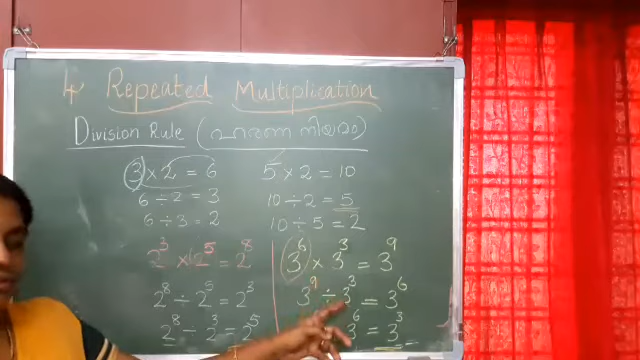 4 Repeated Multiplication
Division Rule (ഹരണ നിയമം)
3 × 2 = 6 5 × 2 = 10
6 ÷ 2 = 3 10 ÷ 2 = 5
6 ÷ 3 = 2 10 ÷ 5 = 2
2³ × 2⁵ = 2⁸ 3⁶ × 3³ = 3⁹
2⁸ ÷ 2⁵ = 2³ 3⁹ ÷ 3³ = 3⁶
2⁸ ÷ 2³ = 2⁵ 3⁶ = 3³